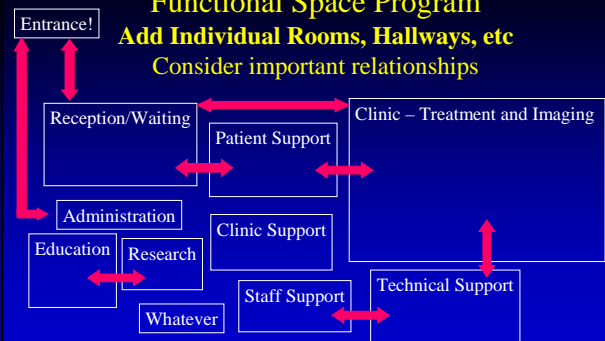 Functional Space Program
Entrance!
Add Individual Rooms, Hallways, etc
Consider important relationships
Reception/Waiting
Clinic – Treatment and Imaging
Patient Support
Administration
Clinic Support
Education
Research
Technical Support
Staff Support
Whatever